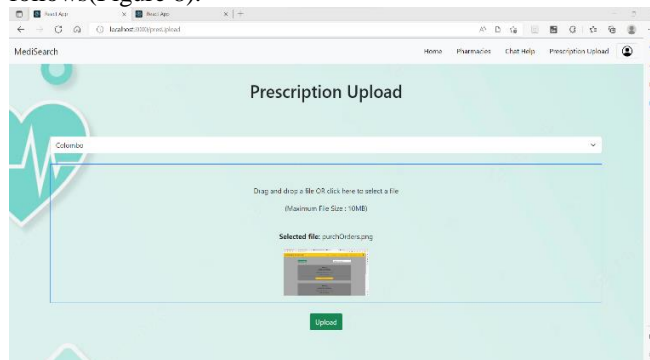 follows(Figure 8).
React App
React App
localhost:3000/presUpload
MediSearch
Home Pharmacies Chat Help Prescription Upload
Prescription Upload
Colombo
Drag and drop a file OR click here to select a file
(Maximum File Size : 10MB)
Selected file: purchOrders.png
Upload